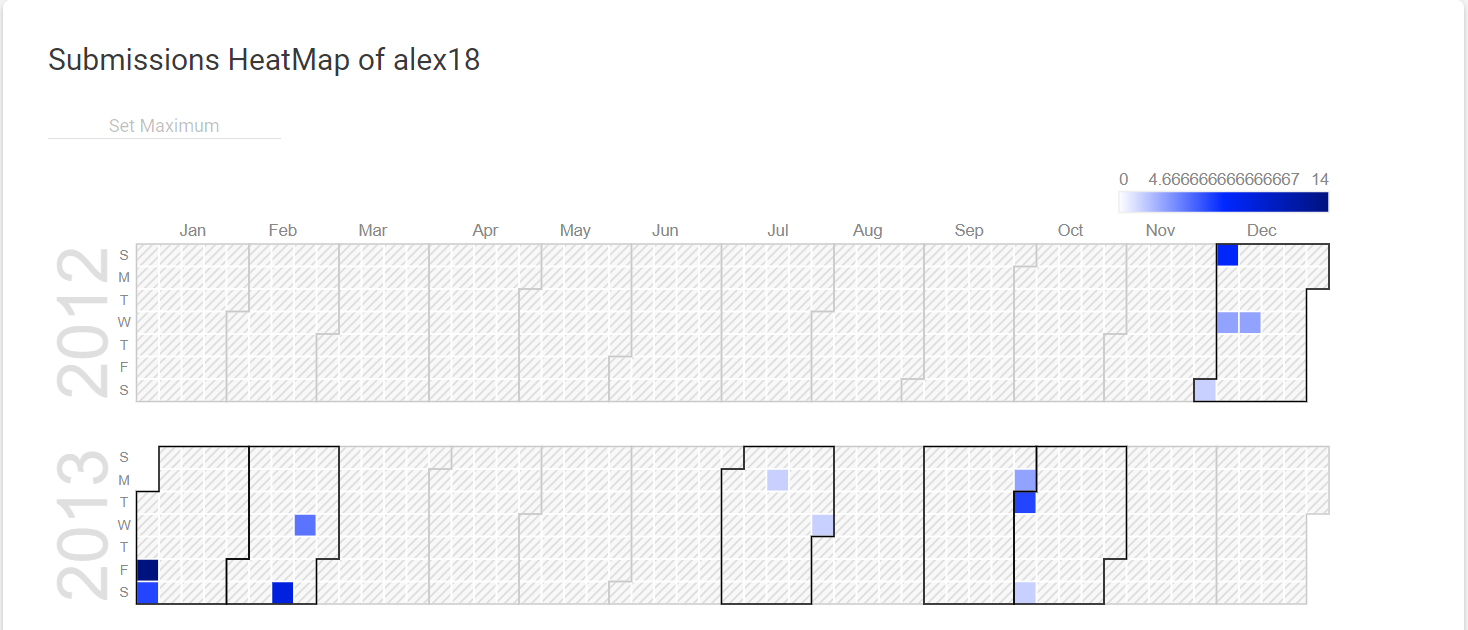 Submissions HeatMap of alex18
Set Maximum
0 4.666666666666667 14
Jan Feb Mar Apr May Jun Jul Aug Sep Oct Nov Dec
2012
S
M
T
W
T
F
S
2013
S
M
T
W
T
F
S